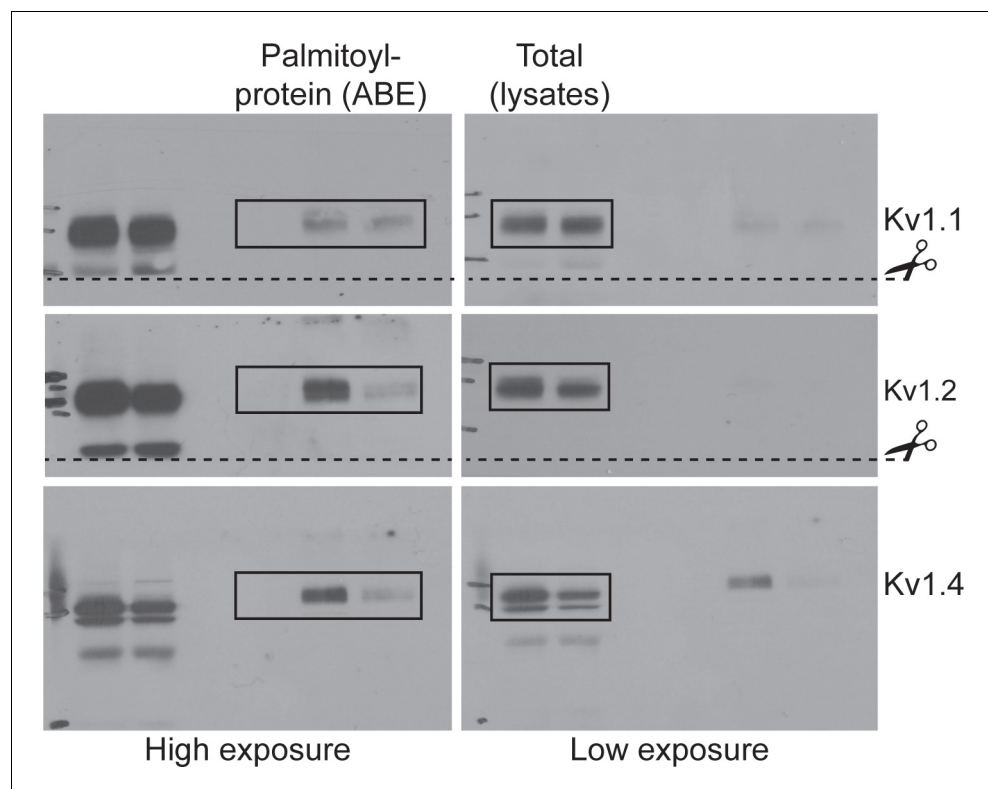 Palmitoyl-
protein (ABE)
Total
(lysates)
Kv1.1
Kv1.2
Kv1.4
High exposure
Low exposure